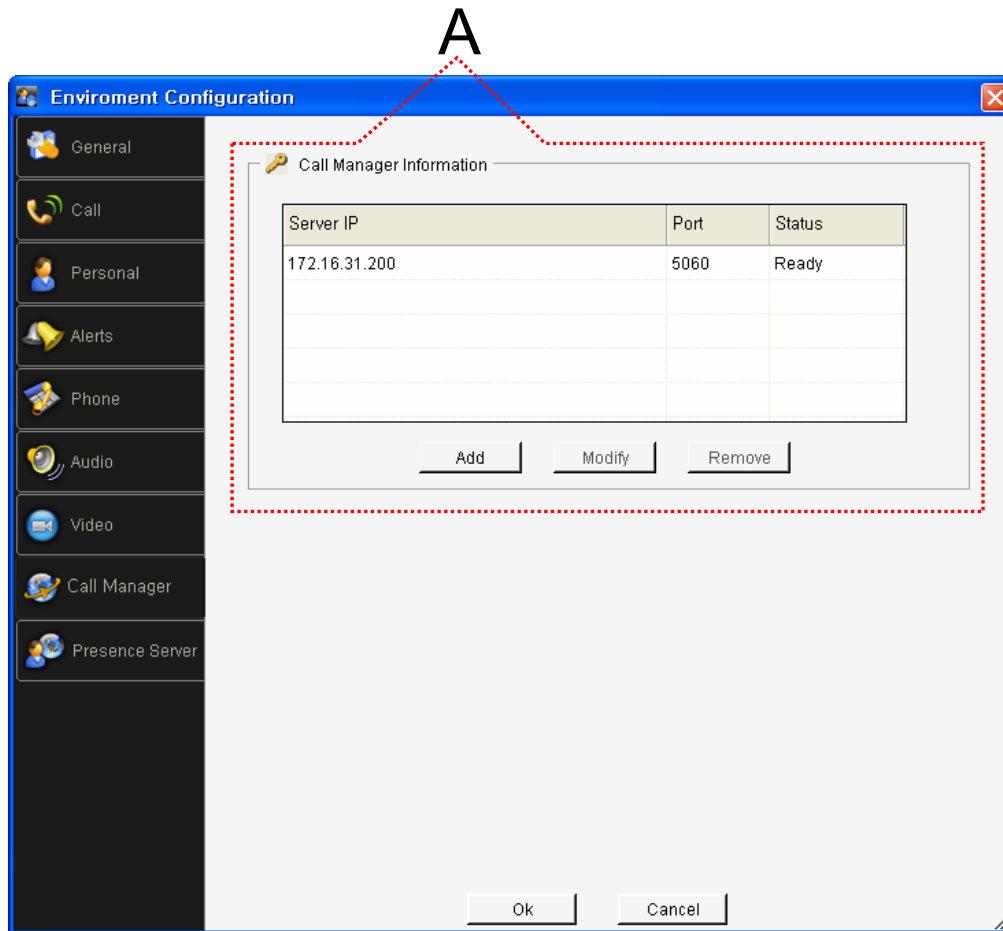 A
Enviroment Configuration
General
Call
Personal
Alerts
Phone
Audio
Video
Call Manager
Presence Server
Call Manager Information
Server IP Port Status
172.16.31.200 5060 Ready
Add Modify Remove
Ok Cancel